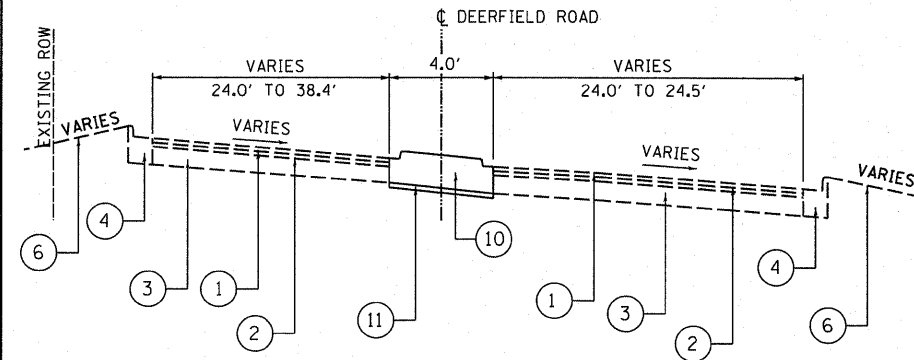 ℄ DEERFIELD ROAD
EXISTING ROW
VARIES
24.0' TO 38.4'
4.0'
VARIES
24.0' TO 24.5'
VARIES
VARIES
VARIES
VARIES
6
4
3
1
2
11
10
1
3
2
4
6